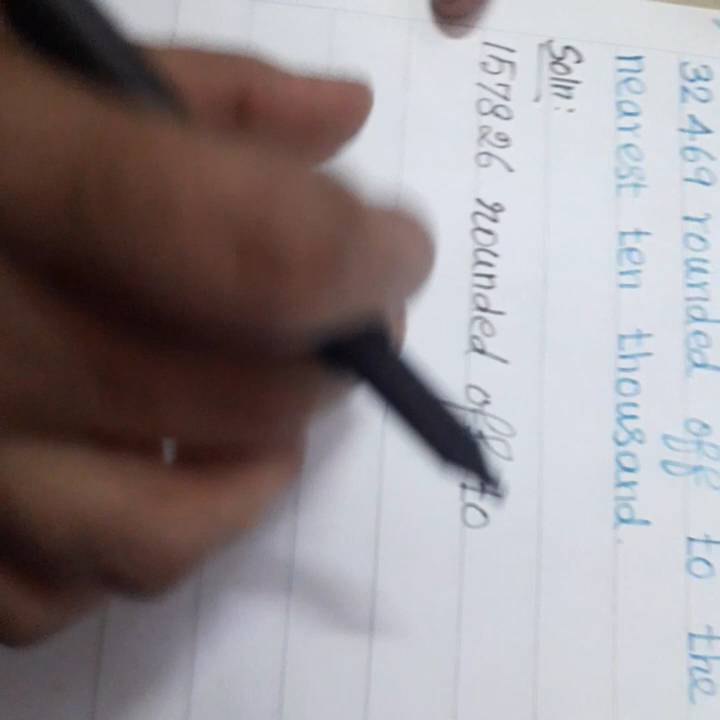 32469 rounded off to the
nearest ten thousand.
Soln:
157826 rounded off to